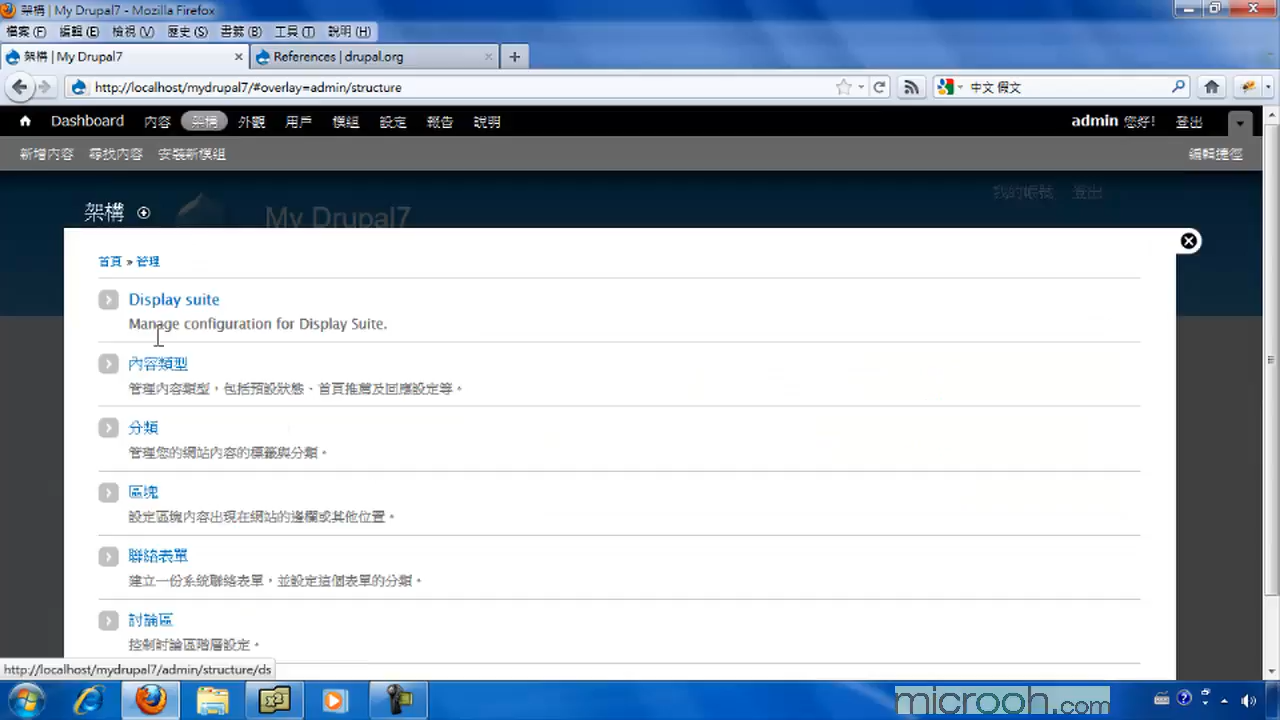 架構 | My Drupal7 - Mozilla Firefox
檔案(F) 編輯(E) 檢視(V) 歷史(S) 書籤(B) 工具(T) 說明(H)
架構 | My Drupal7 × References | drupal.org × +
http://localhost/mydrupal7/#overlay=admin/structure 中文 假文
Dashboard 內容 架構 外觀 用戶 模組 設定 報告 說明 admin 您好! 登出
新增內容 尋找內容 安裝新模組 編輯捷徑
我的帳號 登出
架構 My Drupal7
首頁 » 管理
Display suite
Manage configuration for Display Suite.
內容類型
管理內容類型，包括預設狀態、首頁推薦及回應設定等。
分類
管理您的網站內容的標籤與分類。
區塊
設定區塊內容出現在網站的邊欄或其他位置。
聯絡表單
建立一份系統聯絡表單，並設定這個表單的分類。
討論區
控制討論區階層設定。
http://localhost/mydrupal7/admin/structure/ds
microoh.com